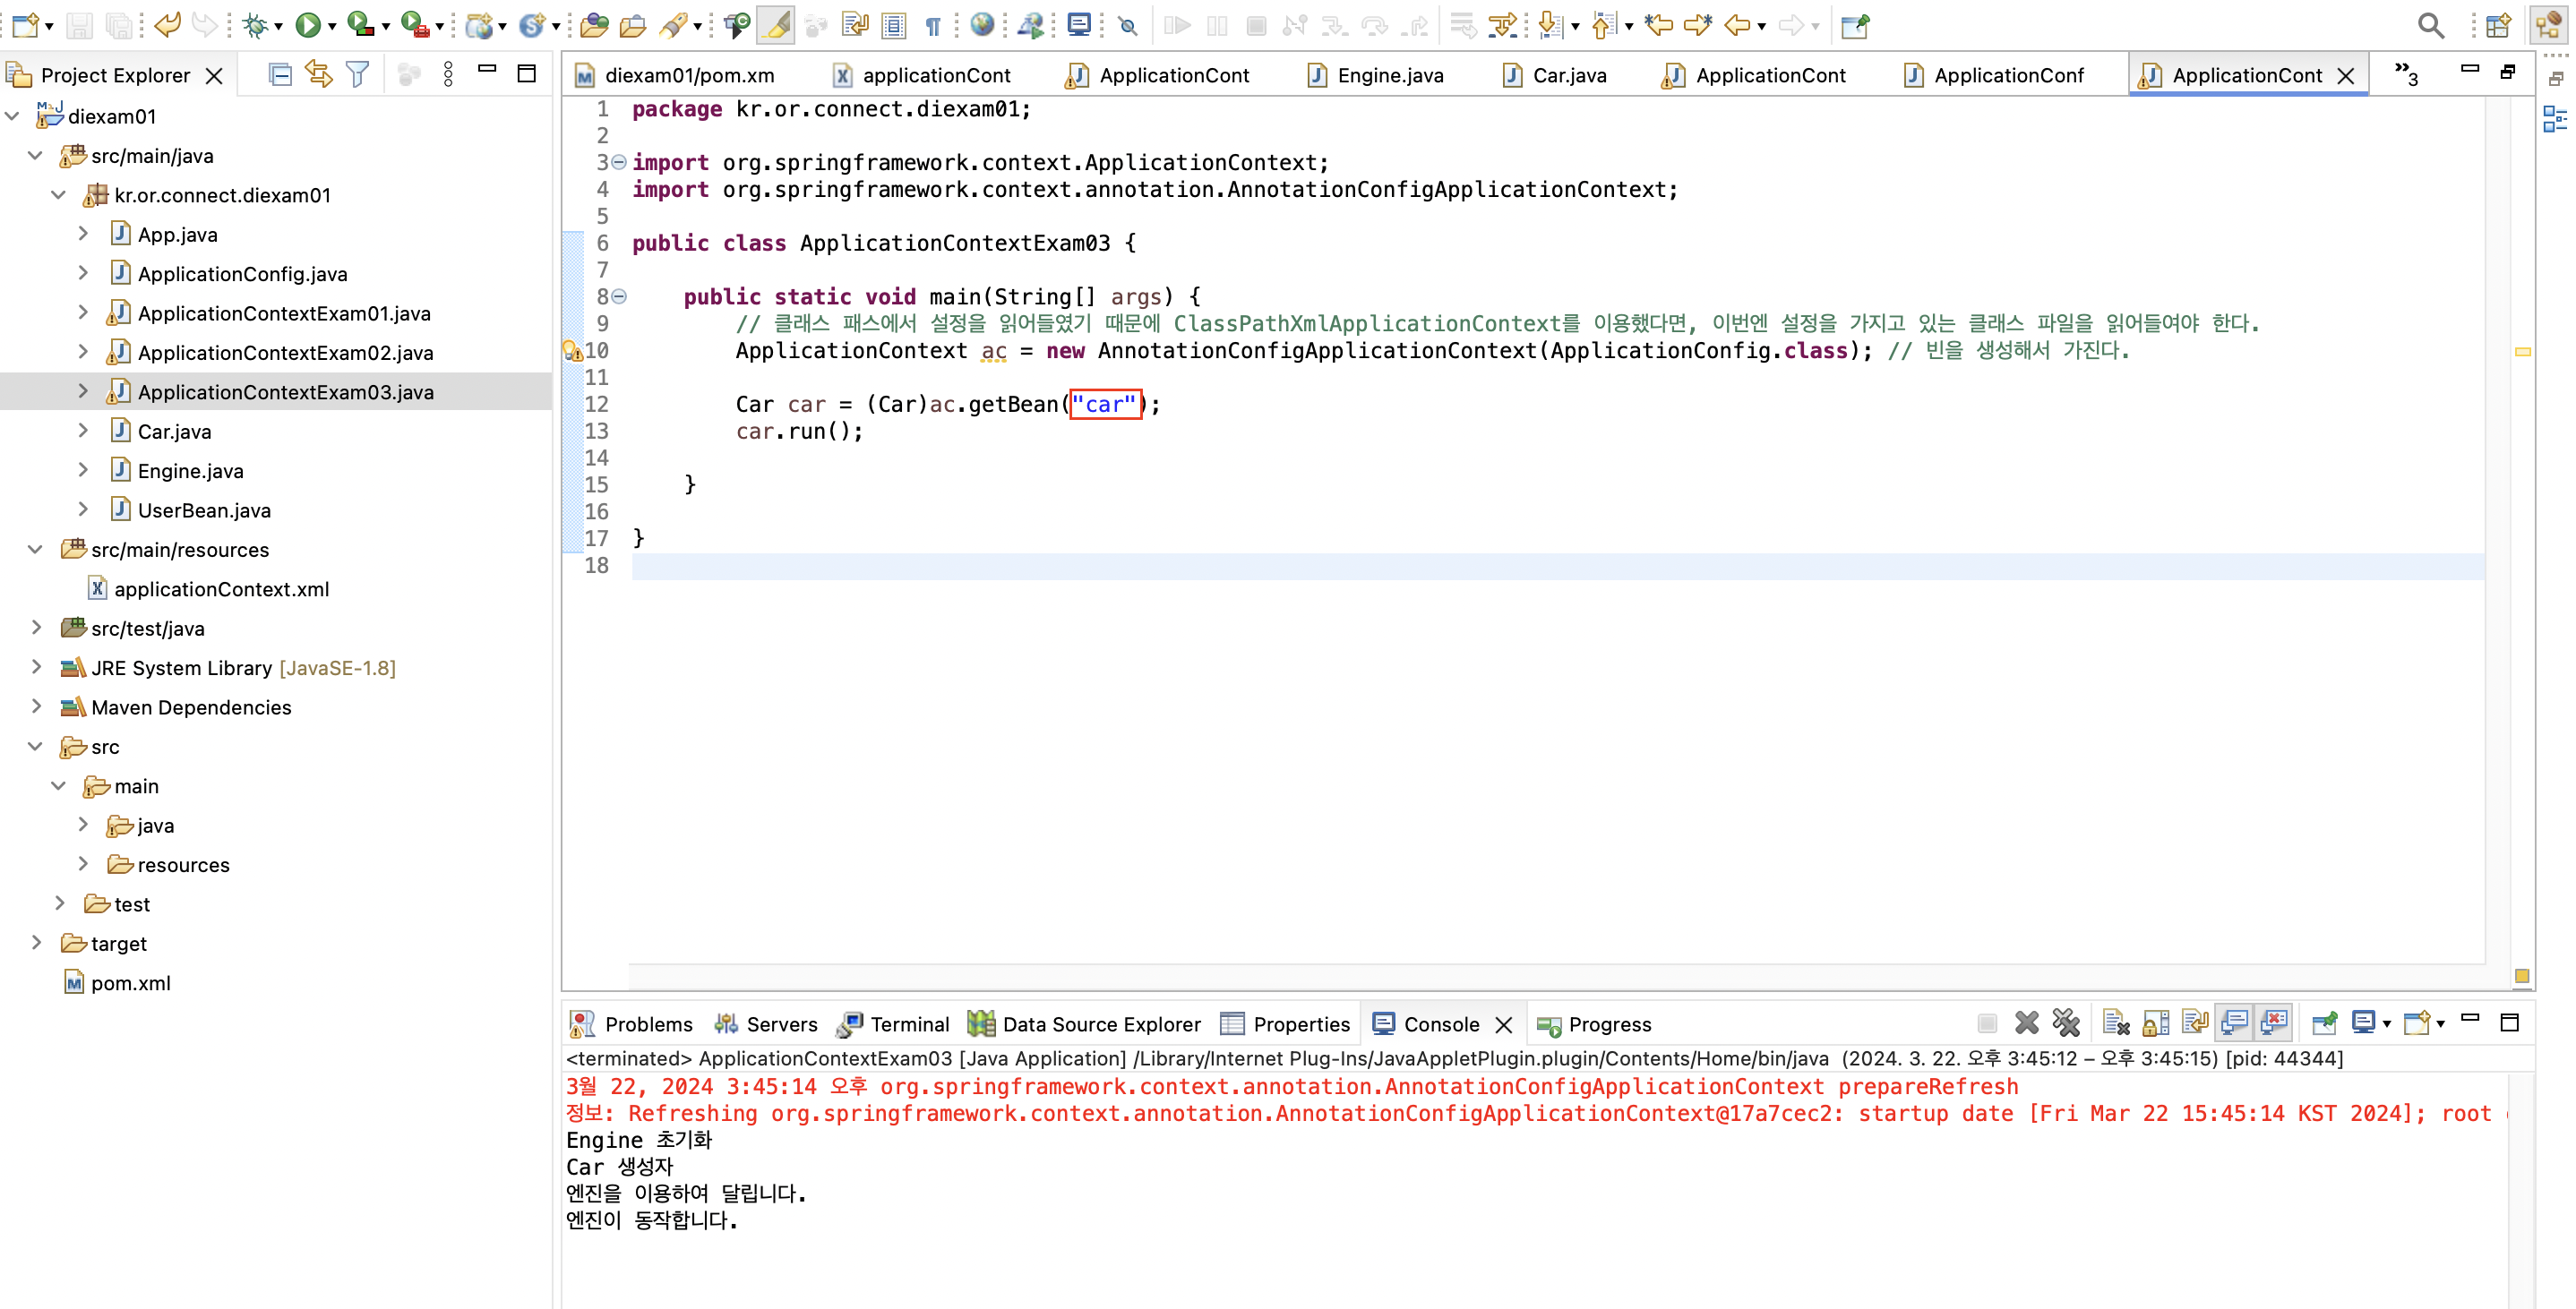 Project Explorer
diexam01
src/main/java
kr.or.connect.diexam01
App.java
ApplicationConfig.java
ApplicationContextExam01.java
ApplicationContextExam02.java
ApplicationContextExam03.java
Car.java
Engine.java
UserBean.java
src/main/resources
applicationContext.xml
src/test/java
JRE System Library [JavaSE-1.8]
Maven Dependencies
src
main
java
resources
test
target
pom.xml
diexam01/pom.xm applicationCont ApplicationCont Engine.java Car.java ApplicationCont ApplicationConf ApplicationCont »3
1 package kr.or.connect.diexam01;
2
3 import org.springframework.context.ApplicationContext;
4 import org.springframework.context.annotation.AnnotationConfigApplicationContext;
5
6 public class ApplicationContextExam03 {
7
8 public static void main(String[] args) {
9 // 클래스 패스에서 설정을 읽어들였기 때문에 ClassPathXmlApplicationContext를 이용했다면, 이번엔 설정을 가지고 있는 클래스 파일을 읽어들여야 한다.
10 ApplicationContext ac = new AnnotationConfigApplicationContext(ApplicationConfig.class); // 빈을 생성해서 가진다.
11
12 Car car = (Car)ac.getBean("car");
13 car.run();
14
15 }
16
17 }
18
Problems Servers Terminal Data Source Explorer Properties Console Progress
<terminated> ApplicationContextExam03 [Java Application] /Library/Internet Plug-Ins/JavaAppletPlugin.plugin/Contents/Home/bin/java (2024. 3. 22. 오후 3:45:12 – 오후 3:45:15) [pid: 44344]
3월 22, 2024 3:45:14 오후 org.springframework.context.annotation.AnnotationConfigApplicationContext prepareRefresh
정보: Refreshing org.springframework.context.annotation.AnnotationConfigApplicationContext@17a7cec2: startup date [Fri Mar 22 15:45:14 KST 2024]; root
Engine 초기화
Car 생성자
엔진을 이용하여 달립니다.
엔진이 동작합니다.